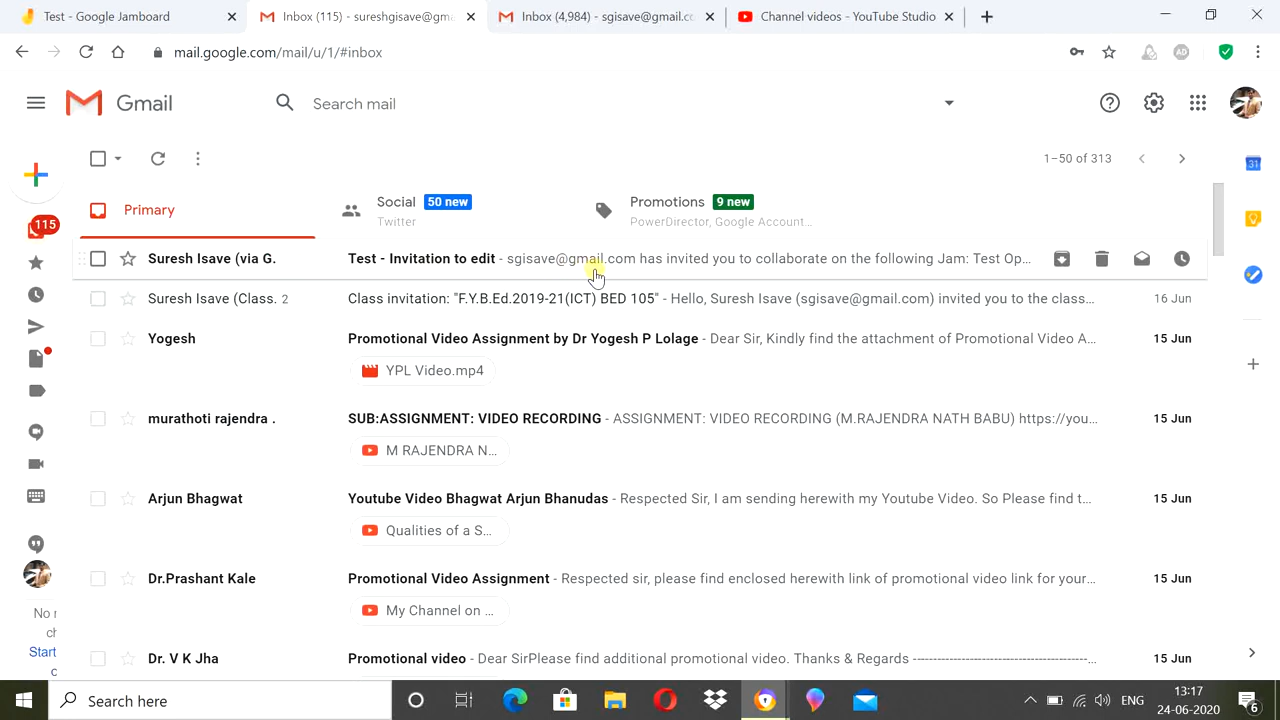 Test - Google Jamboard
Inbox (115) - sureshgisave@gma
Inbox (4,984) - sgisave@gmail.co
Channel videos - YouTube Studio
mail.google.com/mail/u/1/#inbox
Gmail
Search mail
1–50 of 313
115
Primary
Social 50 new
Twitter
Promotions 9 new
PowerDirector, Google Account...
Suresh Isave (via G. Test - Invitation to edit - sgisave@gmail.com has invited you to collaborate on the following Jam: Test Op...
Suresh Isave (Class. 2 Class invitation: "F.Y.B.Ed.2019-21(ICT) BED 105" - Hello, Suresh Isave (sgisave@gmail.com) invited you to the class... 16 Jun
Yogesh Promotional Video Assignment by Dr Yogesh P Lolage - Dear Sir, Kindly find the attachment of Promotional Video A... 15 Jun
YPL Video.mp4
murathoti rajendra . SUB:ASSIGNMENT: VIDEO RECORDING - ASSIGNMENT: VIDEO RECORDING (M.RAJENDRA NATH BABU) https://you... 15 Jun
M RAJENDRA N...
Arjun Bhagwat Youtube Video Bhagwat Arjun Bhanudas - Respected Sir, I am sending herewith my Youtube Video. So Please find t... 15 Jun
Qualities of a S...
Dr.Prashant Kale Promotional Video Assignment - Respected sir, please find enclosed herewith link of promotional video link for your... 15 Jun
My Channel on ...
Dr. V K Jha Promotional video - Dear SirPlease find additional promotional video. Thanks & Regards ---------------------------------------... 15 Jun
No r
ch
Start
31
AD
Search here
ENG
13:17
24-06-2020
6